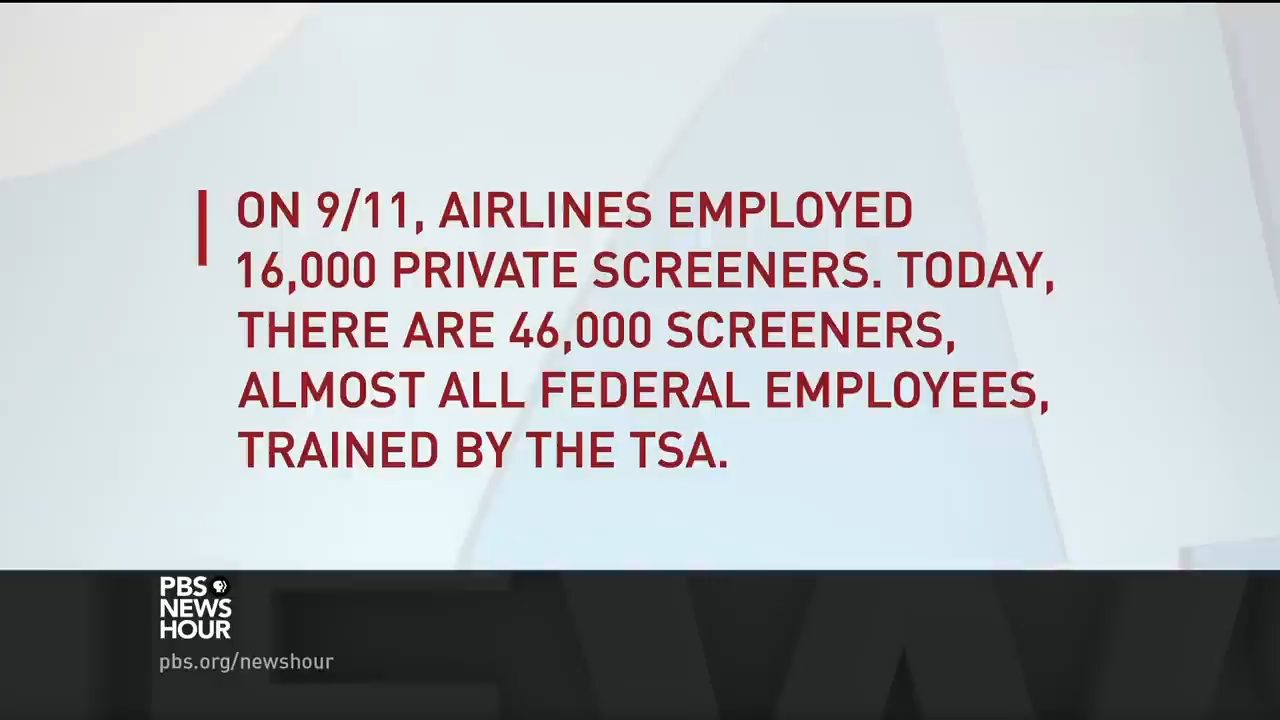 ON 9/11, AIRLINES EMPLOYED
16,000 PRIVATE SCREENERS. TODAY,
THERE ARE 46,000 SCREENERS,
ALMOST ALL FEDERAL EMPLOYEES,
TRAINED BY THE TSA.
PBS
NEWS
HOUR
pbs.org/newshour